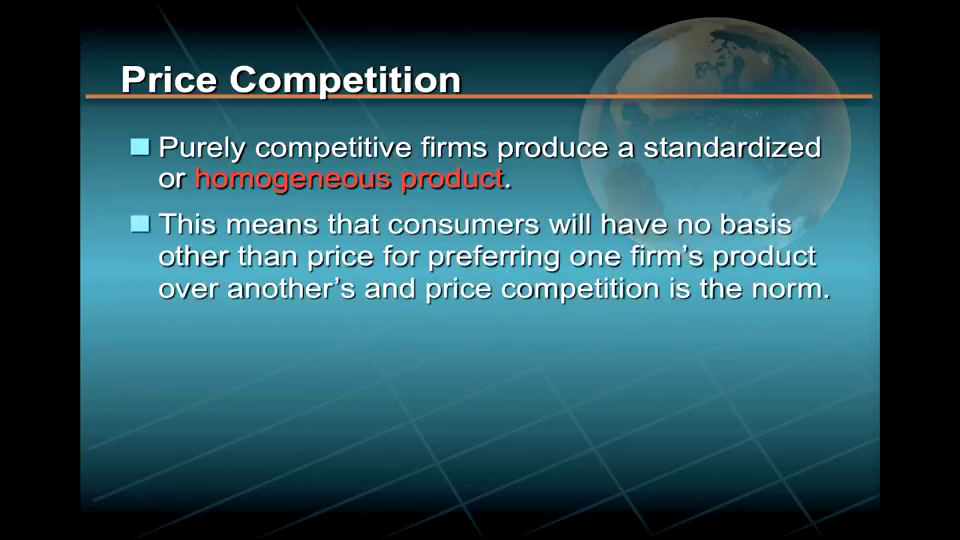 Price Competition
Purely competitive firms produce a standardized
or homogeneous product.
This means that consumers will have no basis
other than price for preferring one firm’s product
over another’s and price competition is the norm.